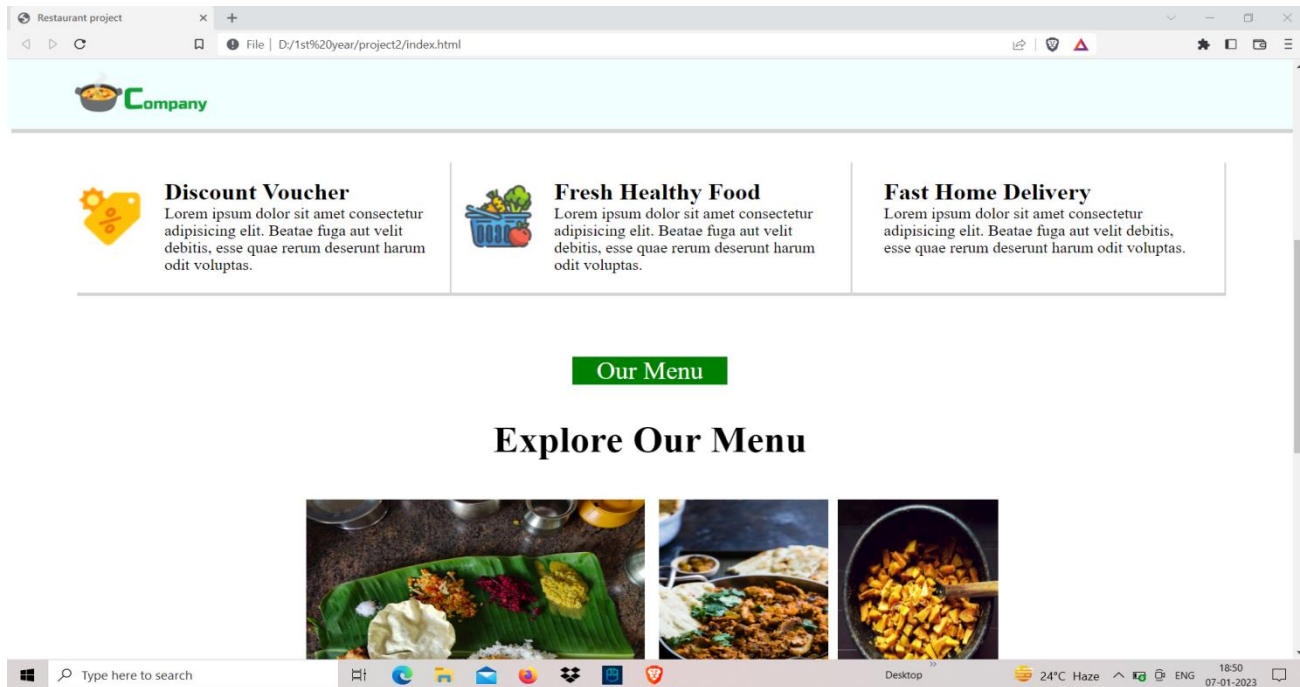 Restaurant project
File | D:/1st%20year/project2/index.html
Company
Discount Voucher
Lorem ipsum dolor sit amet consectetur
adipisicing elit. Beatae fuga aut velit
debitis, esse quae rerum deserunt harum
odit voluptas.
Fresh Healthy Food
Lorem ipsum dolor sit amet consectetur
adipisicing elit. Beatae fuga aut velit
debitis, esse quae rerum deserunt harum
odit voluptas.
Fast Home Delivery
Lorem ipsum dolor sit amet consectetur
adipisicing elit. Beatae fuga aut velit debitis,
esse quae rerum deserunt harum odit voluptas.
Our Menu
Explore Our Menu
Type here to search
Desktop
24°C Haze
ENG
18:50
07-01-2023